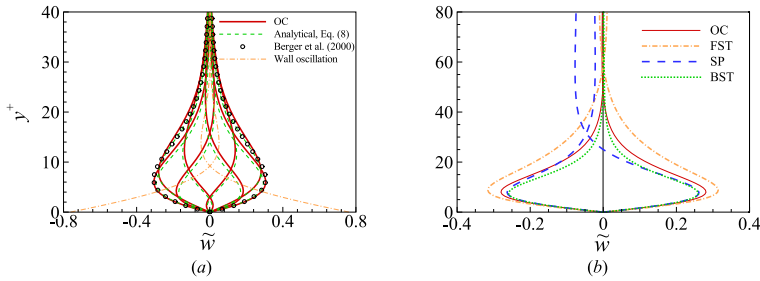 40
30
20
10
0
y+
-0.8
-0.4
0
0.4
0.8
w̃
OC
Analytical, Eq. (8)
Berger et al. (2000)
Wall oscillation
(a)
80
60
40
20
0
-0.4
-0.2
0
0.2
0.4
w̃
OC
FST
SP
BST
(b)